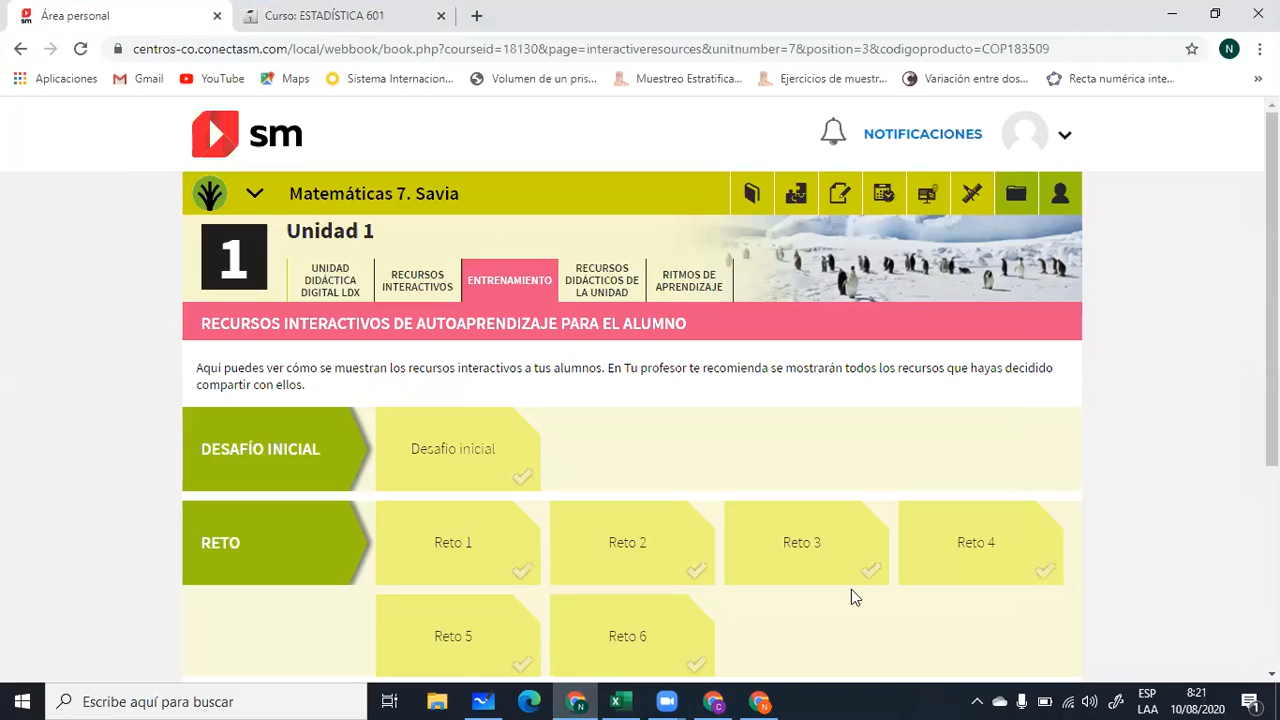 Área personal
Curso: ESTADÍSTICA 601
centros-co.conectasm.com/local/webbook/book.php?courseid=18130&page=interactiveresources&unitnumber=7&position=3&codigoproducto=COP183509
N
Aplicaciones
Gmail
YouTube
Maps
Sistema Internacion...
Volumen de un pris...
Muestreo Estratifica...
Ejercicios de muestr...
Variación entre dos...
Recta numérica inte...
»
sm
NOTIFICACIONES
Matemáticas 7. Savia
1
Unidad 1
UNIDAD DIDÁCTICA DIGITAL LDX
RECURSOS INTERACTIVOS
ENTRENAMIENTO
RECURSOS DIDÁCTICOS DE LA UNIDAD
RITMOS DE APRENDIZAJE
RECURSOS INTERACTIVOS DE AUTOAPRENDIZAJE PARA EL ALUMNO
Aquí puedes ver cómo se muestran los recursos interactivos a tus alumnos. En Tu profesor te recomienda se mostrarán todos los recursos que hayas decidido
compartir con ellos.
DESAFÍO INICIAL
Desafío inicial
RETO
Reto 1
Reto 2
Reto 3
Reto 4
Reto 5
Reto 6
Escribe aquí para buscar
ESP
LAA
8:21
10/08/2020